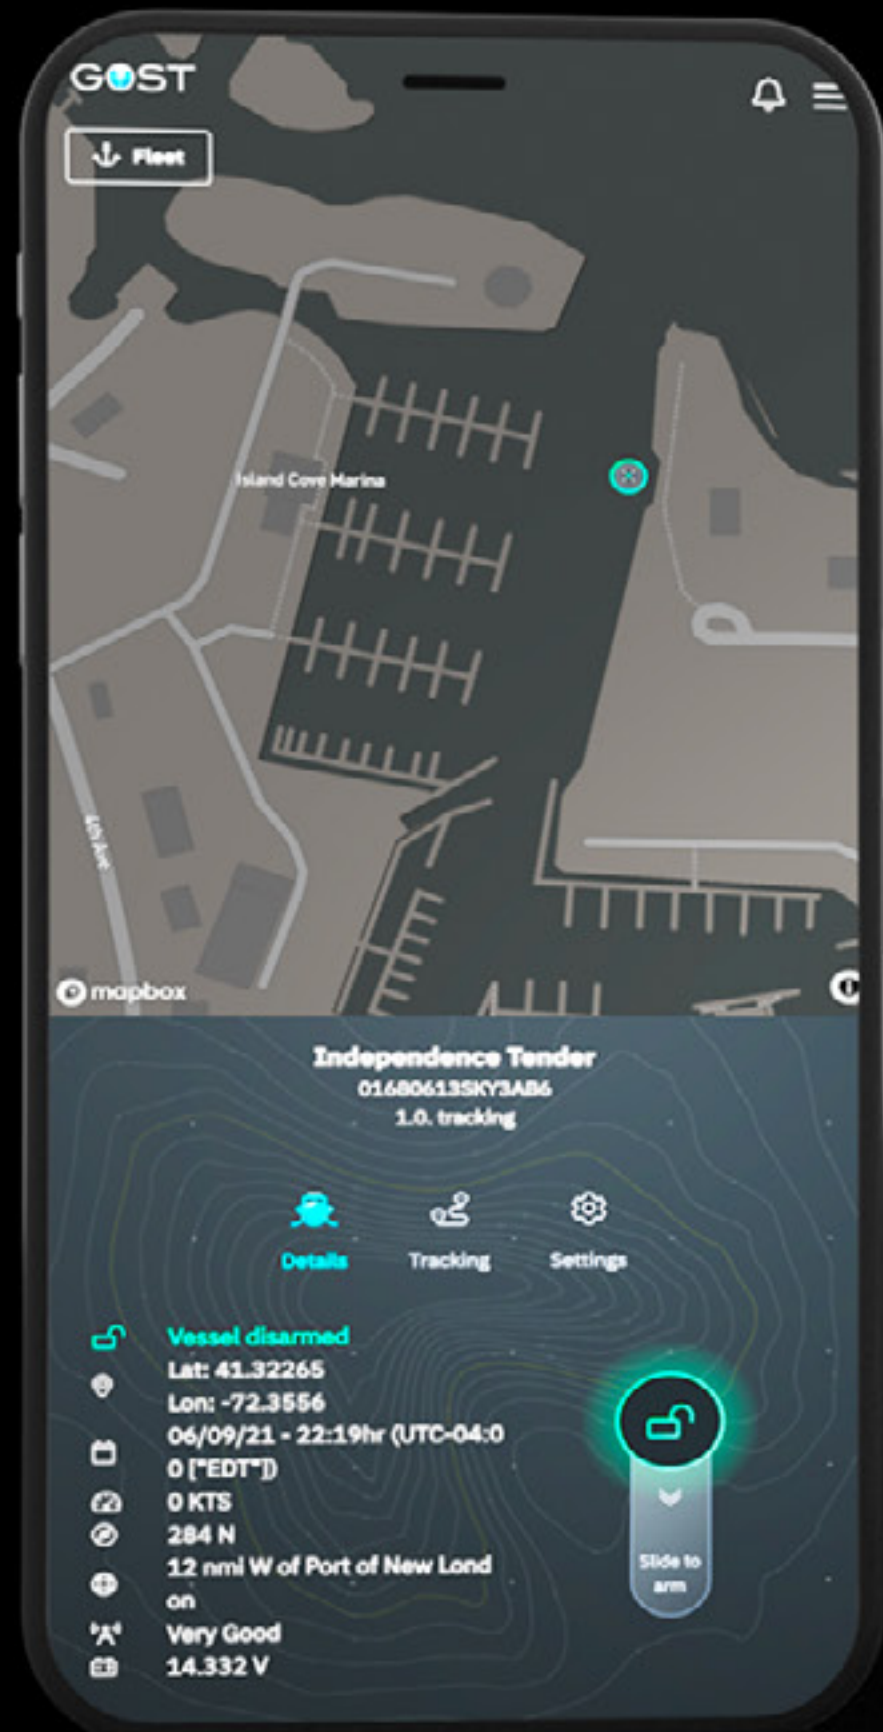 GOST
Fleet
Island Cove Marina
4th Ave
mapbox
Independence Tender
01680613SKY3AB6
1.0. tracking
Details
Tracking
Settings
Vessel disarmed
Lat: 41.32265
Lon: -72.3556
06/09/21 - 22:19hr (UTC-04:0
0 ["EDT"])
0 KTS
284 N
12 nmi W of Port of New Lond
on
Very Good
14.332 V
Slide to
arm